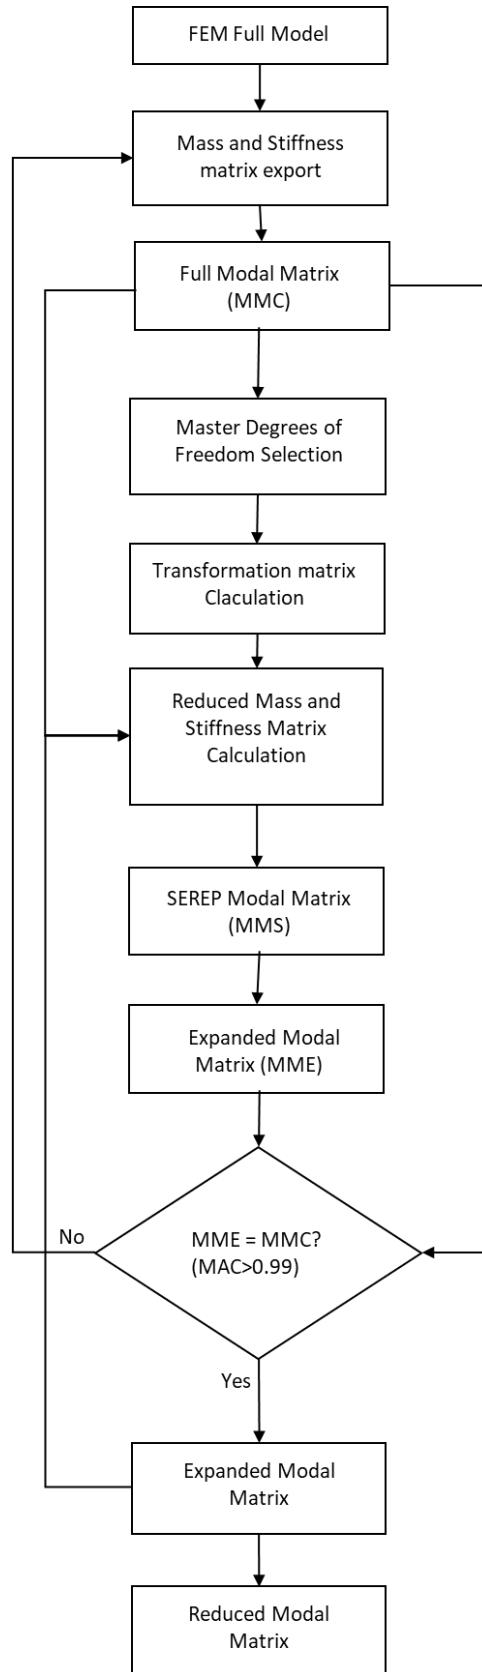 FEM Full Model
Mass and Stiffness
matrix export
Full Modal Matrix
(MMC)
Master Degrees of
Freedom Selection
Transformation matrix
Claculation
Reduced Mass and
Stiffness Matrix
Calculation
SEREP Modal Matrix
(MMS)
Expanded Modal
Matrix (MME)
No
MME = MMC?
(MAC>0.99)
Yes
Expanded Modal
Matrix
Reduced Modal
Matrix